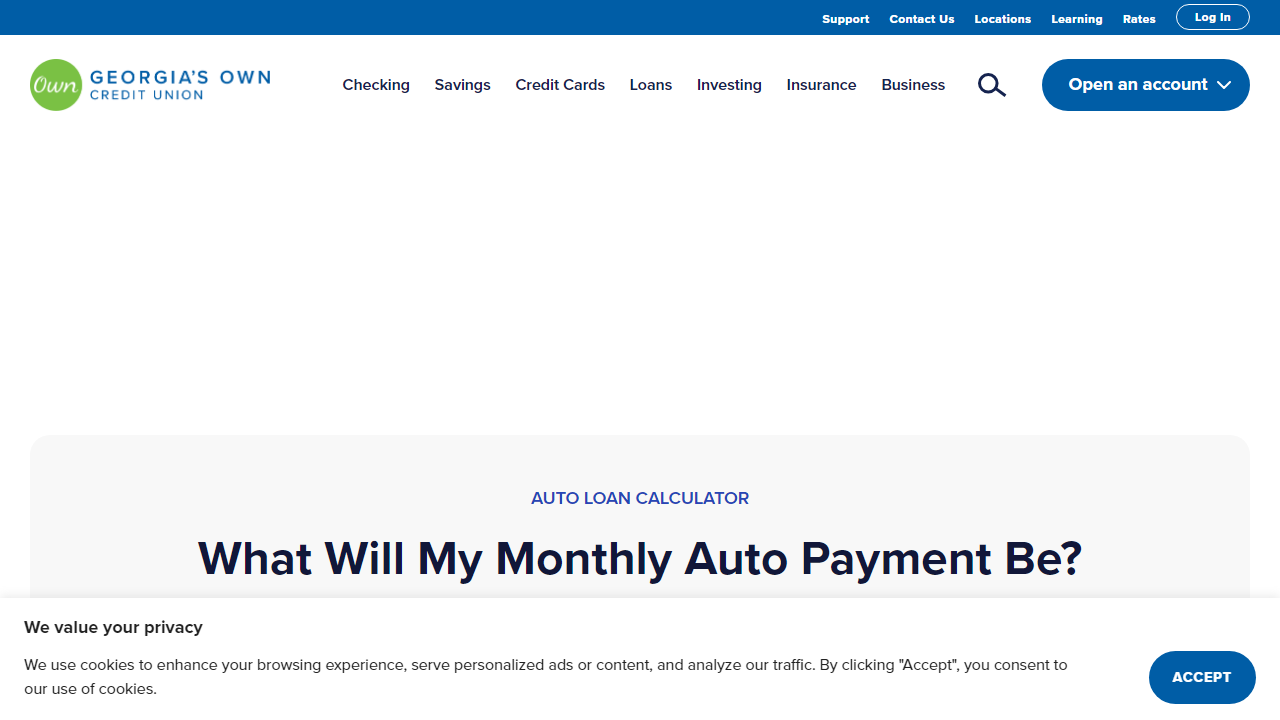 Support Contact Us Locations Learning Rates Log In
Own GEORGIA'S OWN
CREDIT UNION
Checking Savings Credit Cards Loans Investing Insurance Business Open an account
AUTO LOAN CALCULATOR
What Will My Monthly Auto Payment Be?
We value your privacy
We use cookies to enhance your browsing experience, serve personalized ads or content, and analyze our traffic. By clicking "Accept", you consent to
our use of cookies.
ACCEPT